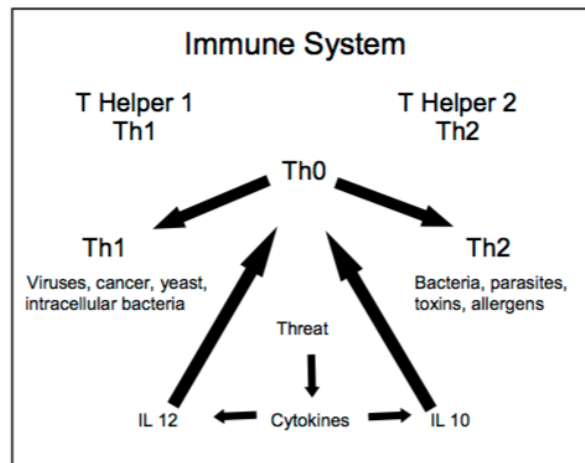 Immune System
T Helper 1
Th1
T Helper 2
Th2
Th0
Th1
Viruses, cancer, yeast,
intracellular bacteria
Th2
Bacteria, parasites,
toxins, allergens
Threat
IL 12
Cytokines
IL 10